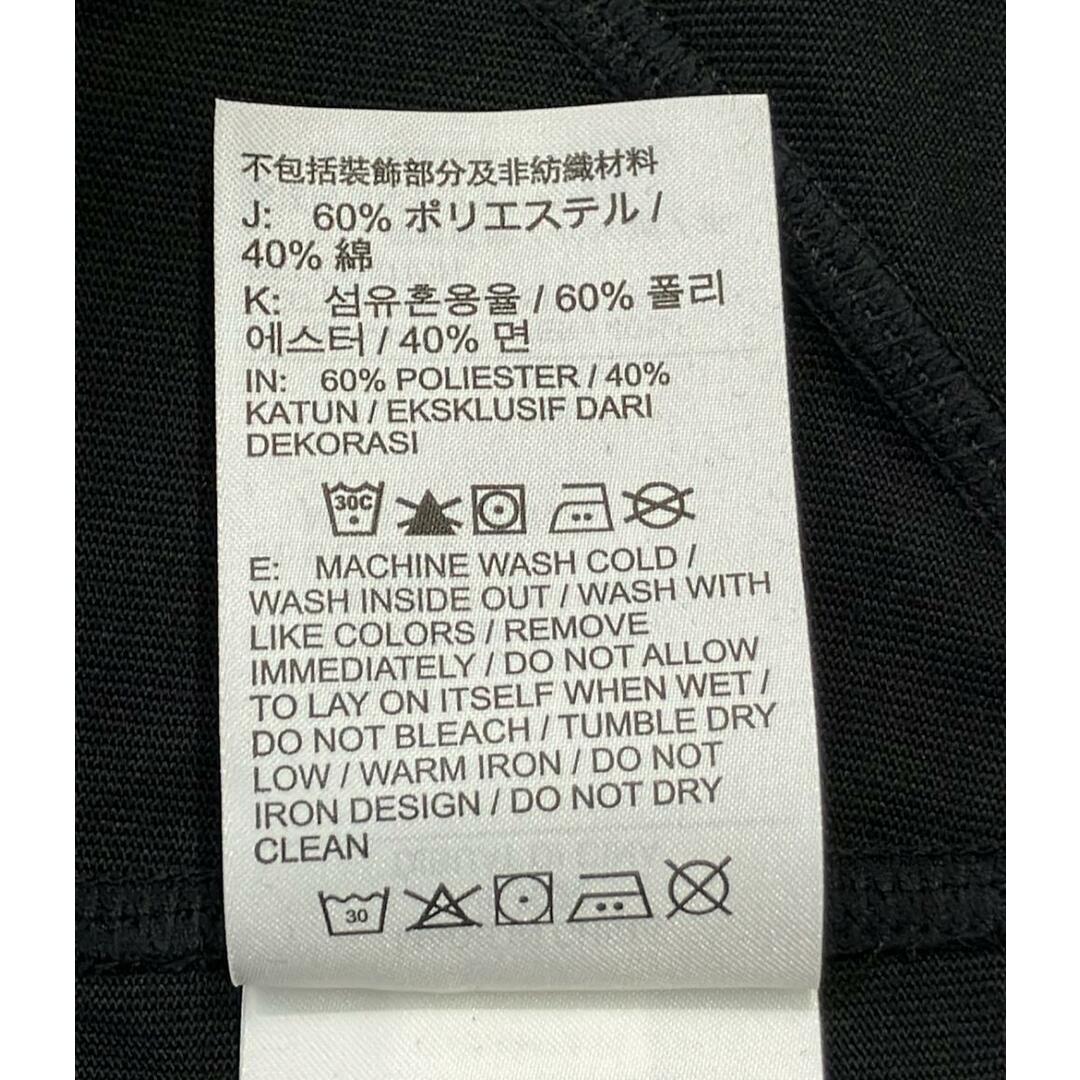 不包括裝飾部分及非紡織材料
J: 60% ポリエステル /
40% 綿
K: 섬유혼용율 / 60% 폴리
에스터 / 40% 면
IN: 60% POLIESTER / 40%
KATUN / EKSKLUSIF DARI
DEKORASI
30C
E: MACHINE WASH COLD /
WASH INSIDE OUT / WASH WITH
LIKE COLORS / REMOVE
IMMEDIATELY / DO NOT ALLOW
TO LAY ON ITSELF WHEN WET /
DO NOT BLEACH / TUMBLE DRY
LOW / WARM IRON / DO NOT
IRON DESIGN / DO NOT DRY
CLEAN
30